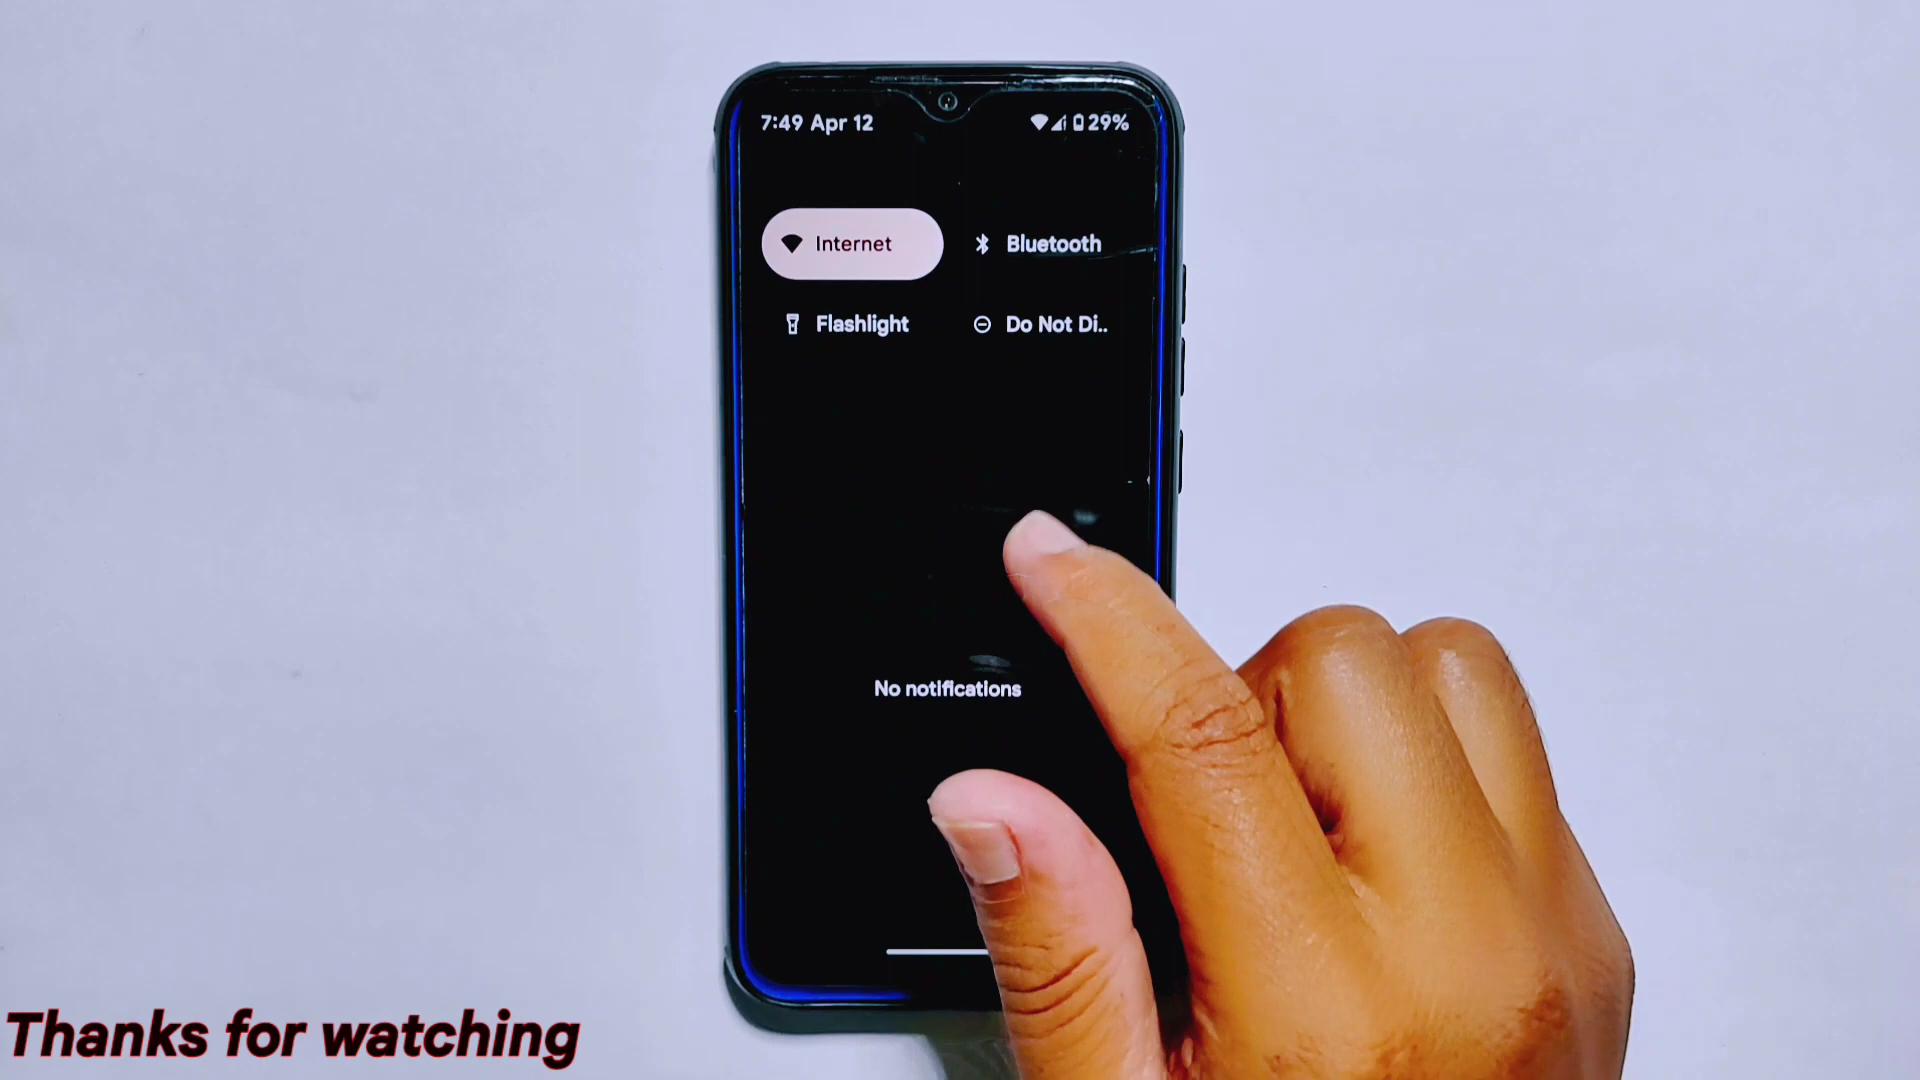 7:49 Apr 12
29%
Internet
Bluetooth
Flashlight
Do Not Di..
No notifications
Thanks for watching